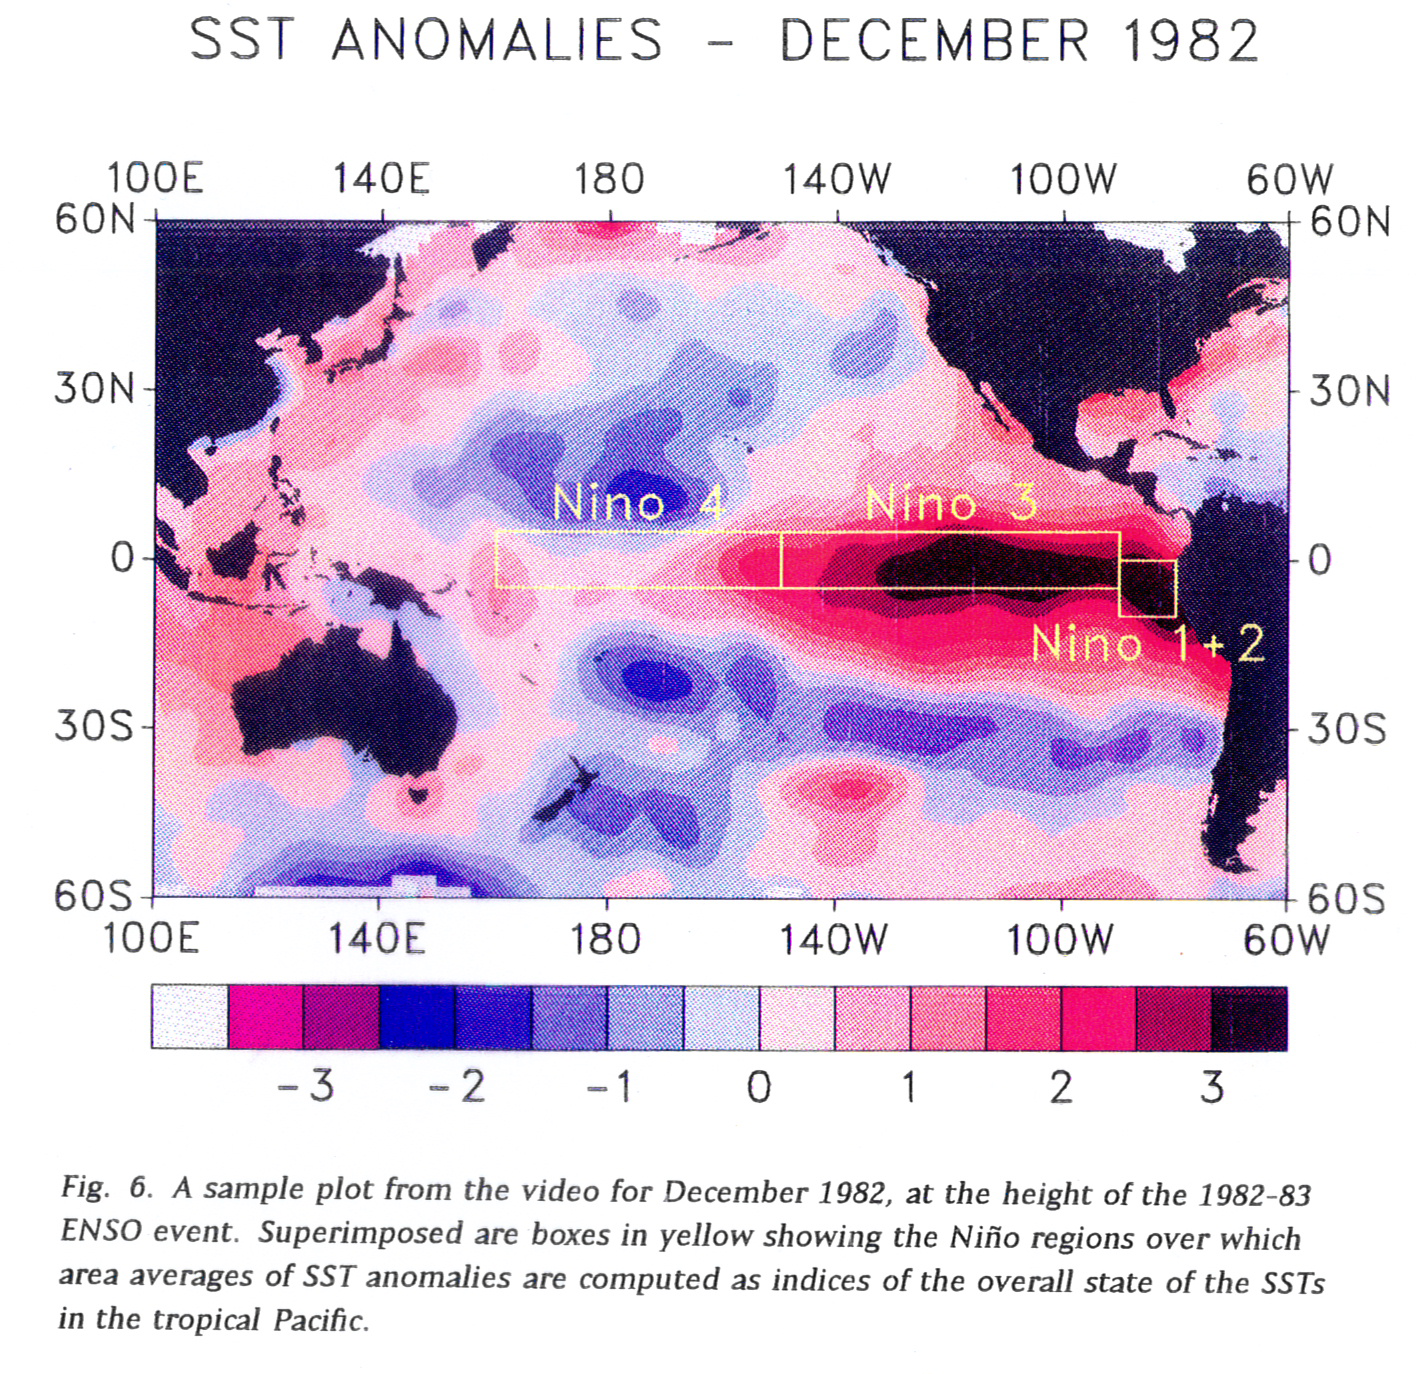 SST ANOMALIES - DECEMBER 1982
100E 140E 180 140W 100W 60W
60N 60N
30N 30N
Nino 4 Nino 3
0 0
Nino 1+2
30S 30S
60S 60S
100E 140E 180 140W 100W 60W
-3 -2 -1 0 1 2 3
Fig. 6. A sample plot from the video for December 1982, at the height of the 1982-83
ENSO event. Superimposed are boxes in yellow showing the Niño regions over which
area averages of SST anomalies are computed as indices of the overall state of the SSTs
in the tropical Pacific.